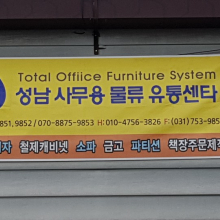 Total Offiice Furniture System
성남 사무용 물류 유통센타
851, 9852 / 070-8875-9853 H:010-4756-3826 F:(031)753-985
자 철제캐비넷 소파 금고 파티션 책장주문제작